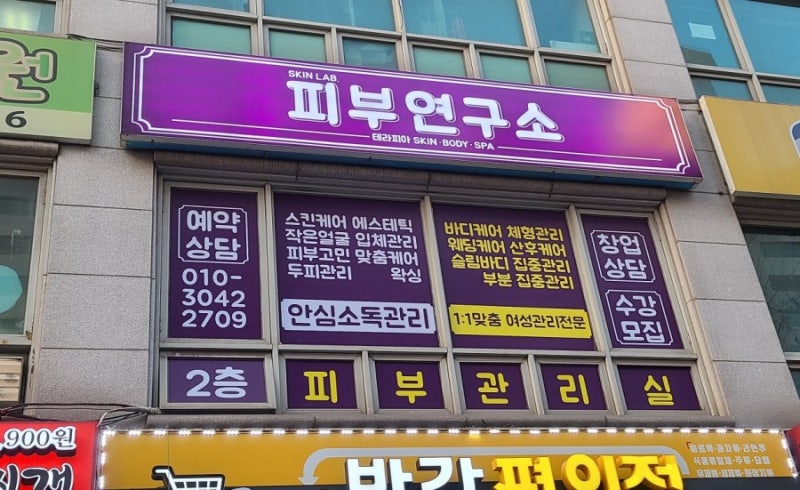 원
6
SKIN LAB.
피부연구소
테라피아 SKIN·BODY·SPA
예약
상담
010-
3042
2709
스킨케어 에스테틱
작은얼굴 입체관리
피부고민 맞춤케어
두피관리 왁싱
안심소독관리
바디케어 체형관리
웨딩케어 산후케어
슬림바디 집중관리
부분 집중관리
1:1맞춤 여성관리전문
창업
상담
수강
모집
2층 피부관리실
,900원
반값편의점